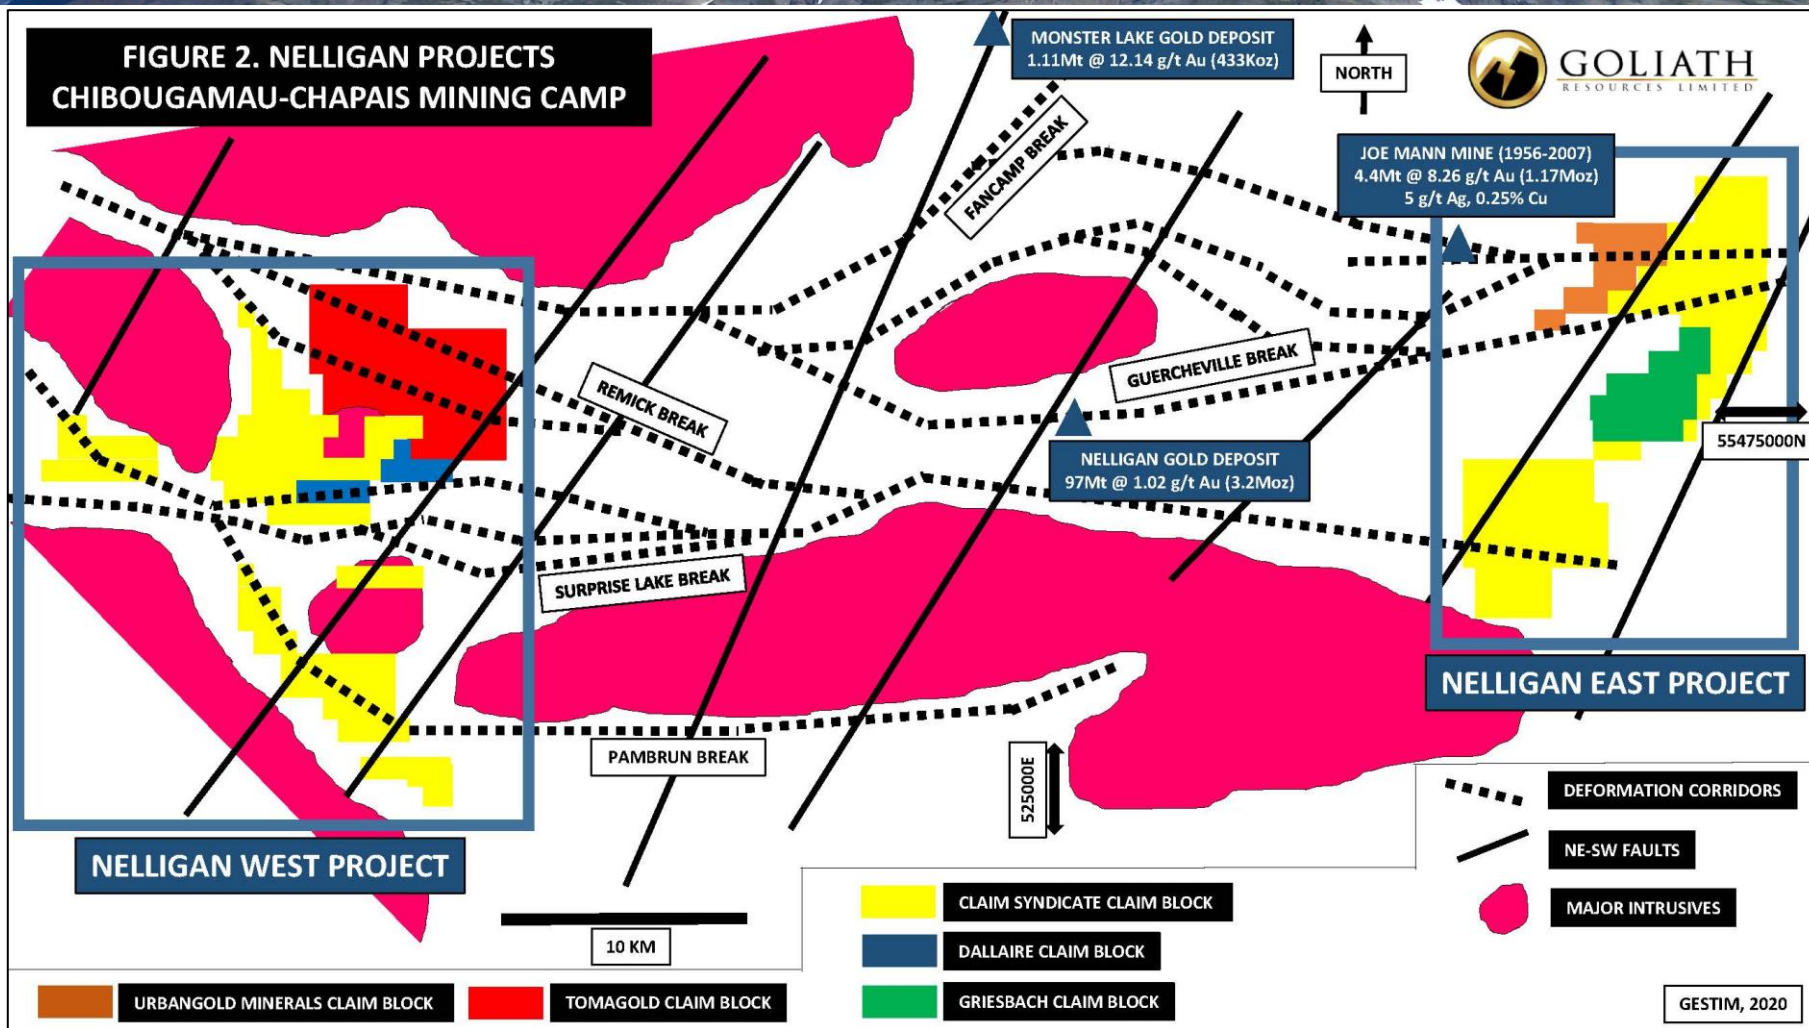 FIGURE 2. NELLIGAN PROJECTS
CHIBOUGAMAU-CHAPAIS MINING CAMP
MONSTER LAKE GOLD DEPOSIT
1.11Mt @ 12.14 g/t Au (433Koz)
NORTH
GOLIATH
RESOURCES LIMITED
JOE MANN MINE (1956-2007)
4.4Mt @ 8.26 g/t Au (1.17Moz)
5 g/t Ag, 0.25% Cu
FANCAMP BREAK
GUERCHEVILLE BREAK
REMICK BREAK
55475000N
NELLIGAN GOLD DEPOSIT
97Mt @ 1.02 g/t Au (3.2Moz)
SURPRISE LAKE BREAK
NELLIGAN EAST PROJECT
PAMBRUN BREAK
525000E
NELLIGAN WEST PROJECT
10 KM
DEFORMATION CORRIDORS
NE-SW FAULTS
MAJOR INTRUSIVES
CLAIM SYNDICATE CLAIM BLOCK
DALLAIRE CLAIM BLOCK
GRIESBACH CLAIM BLOCK
URBANGOLD MINERALS CLAIM BLOCK
TOMAGOLD CLAIM BLOCK
GESTIM, 2020